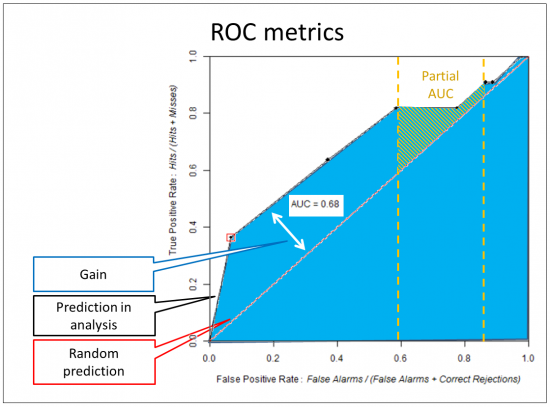 ROC metrics
Partial
AUC
AUC = 0.68
Gain
Prediction in
analysis
Random
prediction
True Positive Rate : Hits / (Hits + Misses)
1.0
0.8
0.6
0.4
0.2
0.0
0.0 0.2 0.4 0.6 0.8 1.0
False Positive Rate : False Alarms / (False Alarms + Correct Rejections)